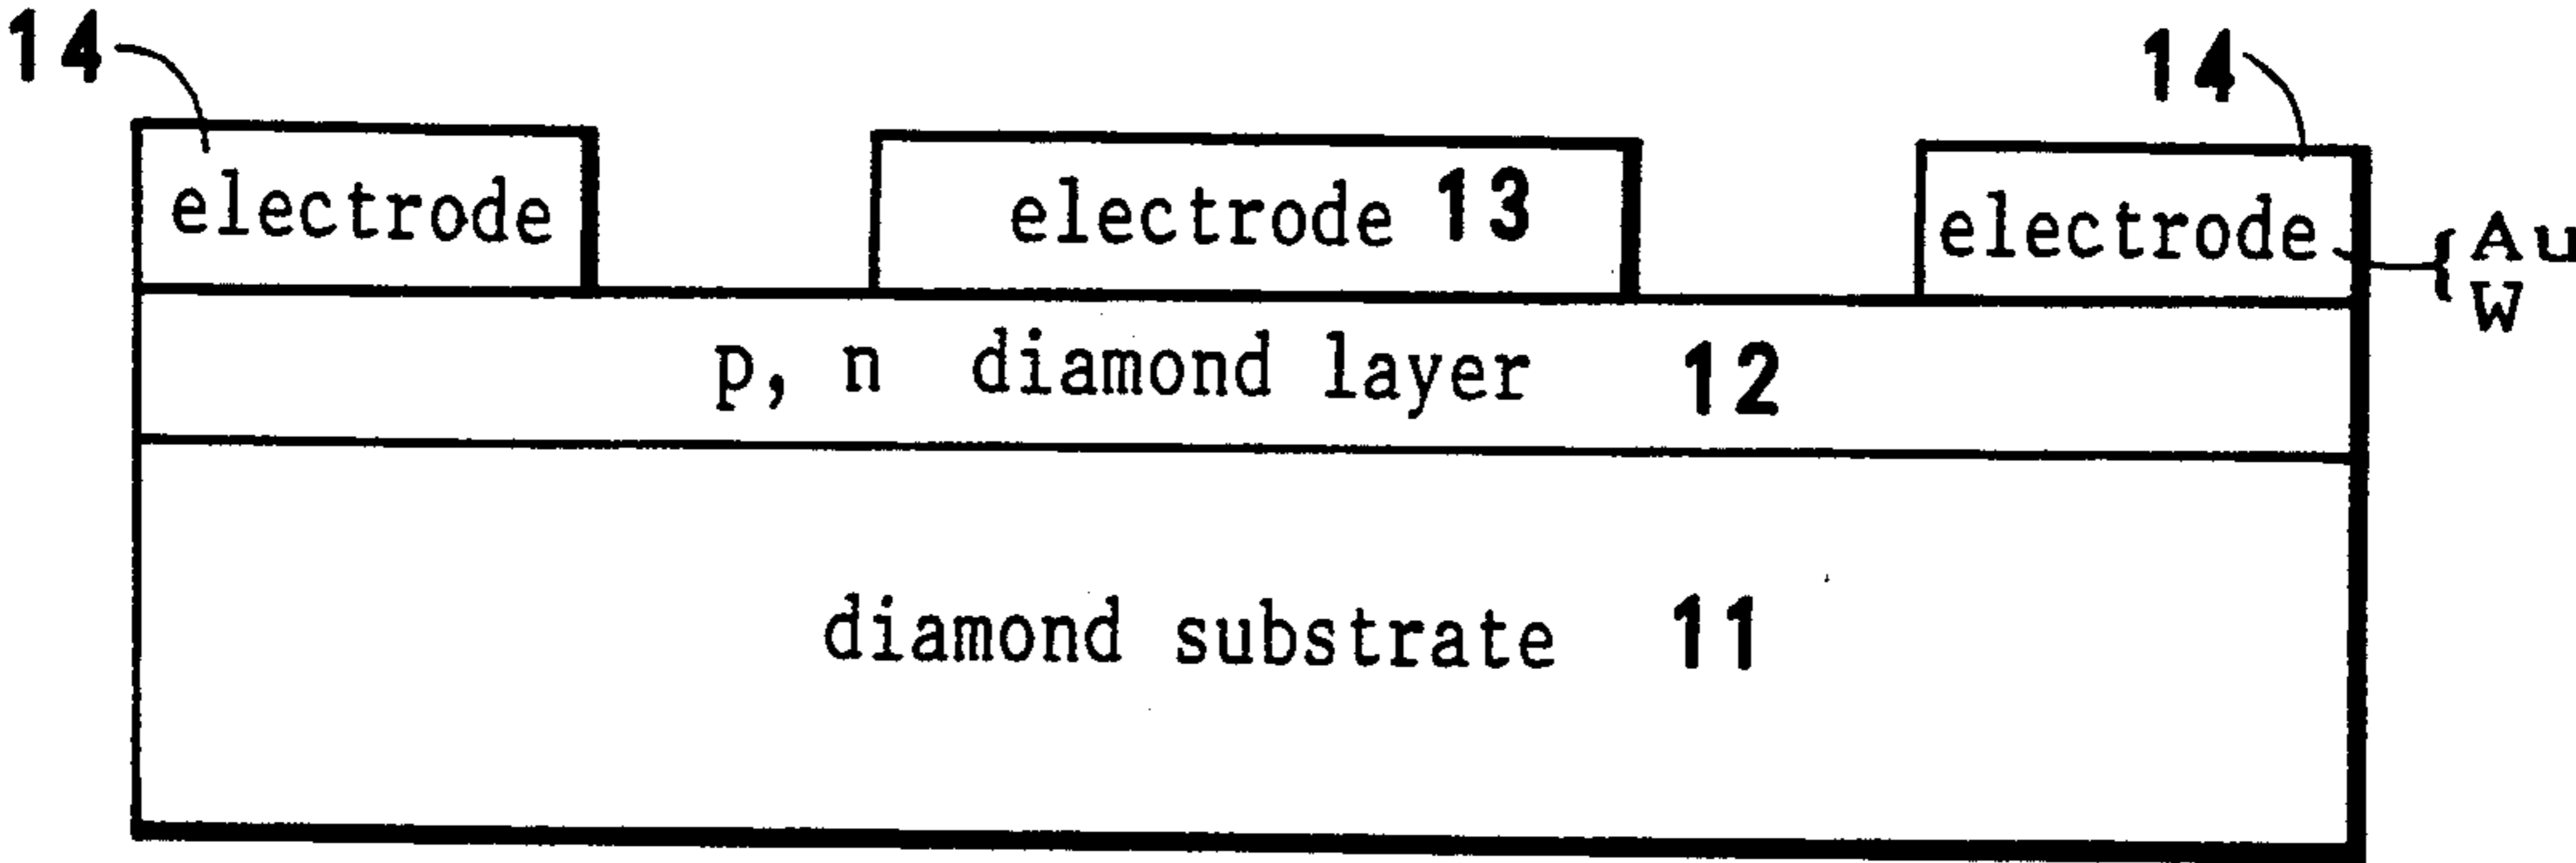 14
14
electrode
electrode 13
electrode
Au
W
p, n diamond layer 12
diamond substrate 11